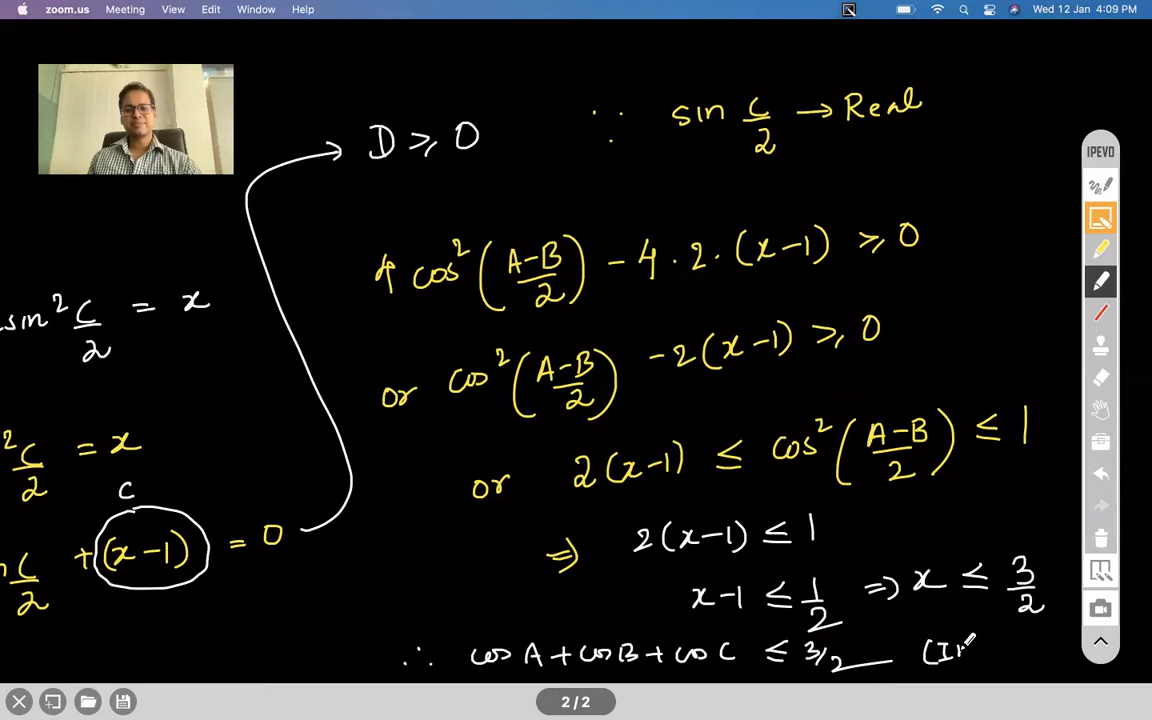 zoom.us Meeting View Edit Window Help Wed 12 Jan 4:09 PM
D ≥ 0 ∵ sin C/2 → Real
IPEVO
4 cos² (A-B/2) - 4 · 2 · (x-1) ≥ 0
sin² C/2 = x
or cos² (A-B/2) - 2(x-1) ≥ 0
² C/2 = x
or 2(x-1) ≤ cos² (A-B/2) ≤ 1
C
C/2 + (x-1) = 0
⇒ 2(x-1) ≤ 1
x-1 ≤ 1/2 ⇒ x ≤ 3/2
∴ cos A + cos B + cos C ≤ 3/2
2/2